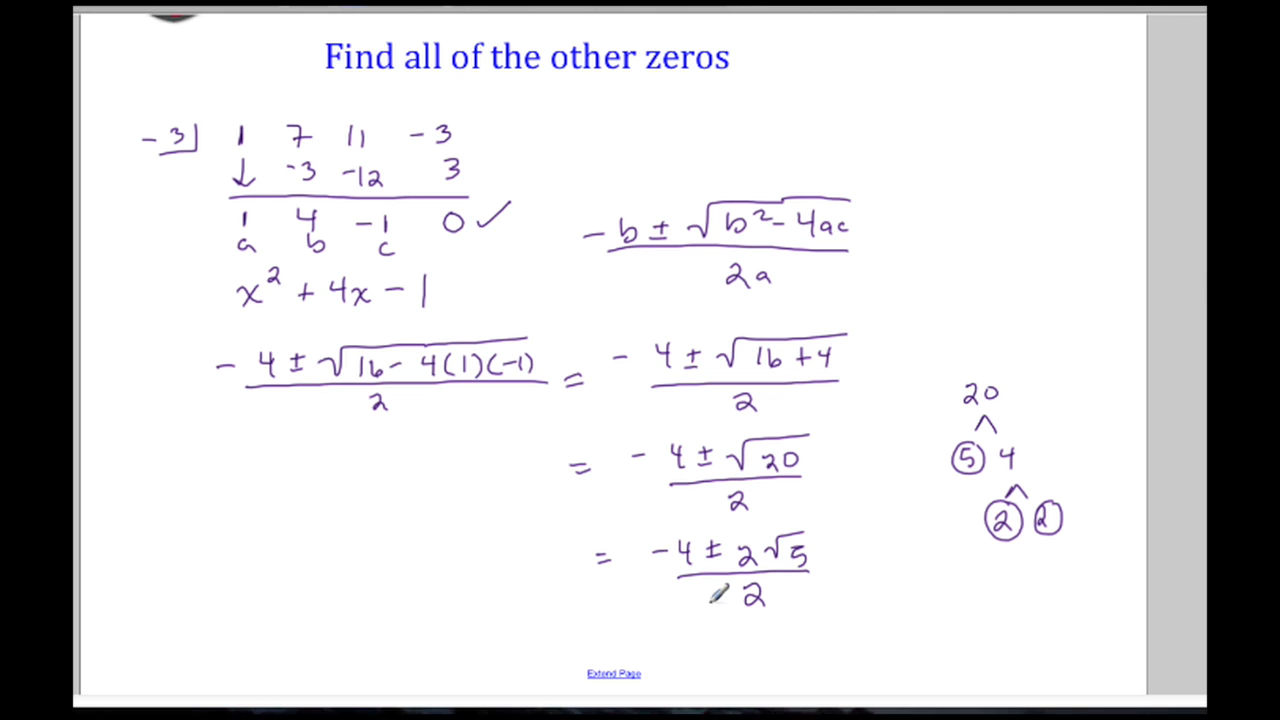 Find all of the other zeros
-3| 1 7 11 -3
↓ -3 -12 3
1 4 -1 0 ✓
a b c
x² + 4x - 1
-b ± √(b² - 4ac)
2a
-4 ± √(16 - 4(1)(-1)) = -4 ± √(16 + 4)
2 2
20
= -4 ± √20
2
5 4
2 2
= -4 ± 2√5
2
Extend Page